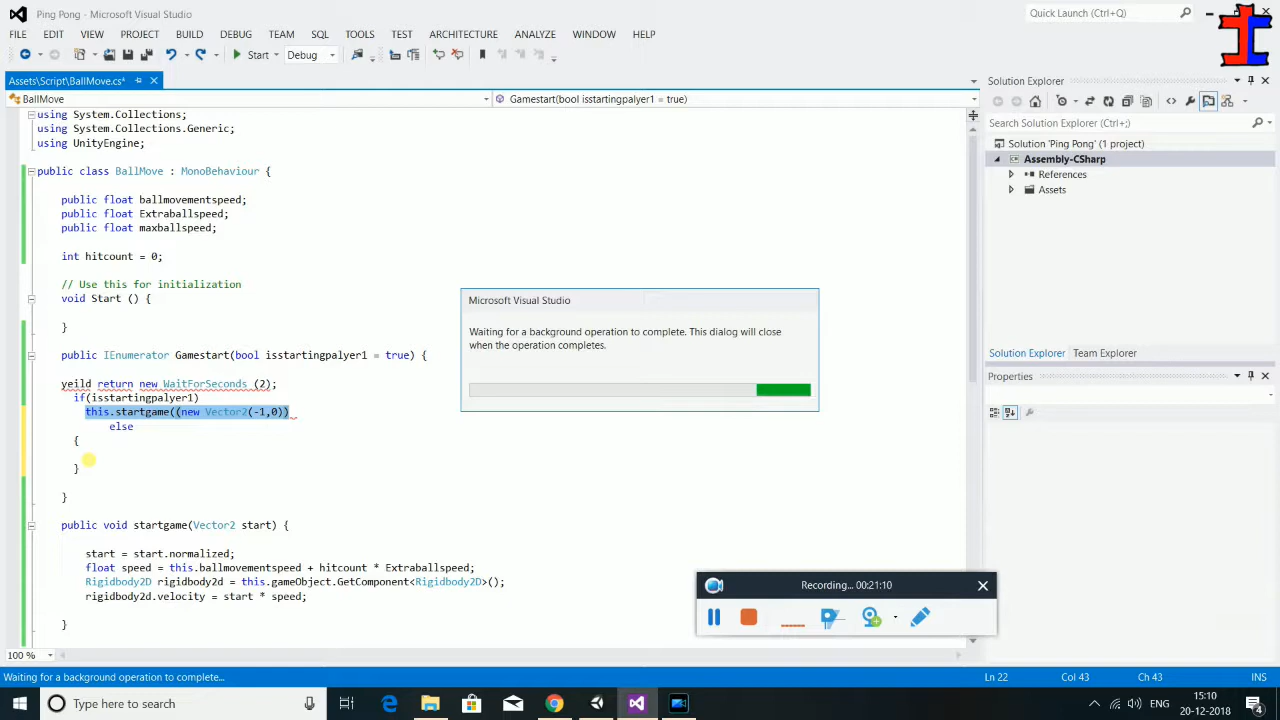 Ping Pong - Microsoft Visual Studio
Quick Launch (Ctrl+Q)
FILE EDIT VIEW PROJECT BUILD DEBUG TEAM SQL TOOLS TEST ARCHITECTURE ANALYZE WINDOW HELP
Start Debug
Assets\Script\BallMove.cs*
BallMove
Gamestart(bool isstartingpalyer1 = true)
using System.Collections;
using System.Collections.Generic;
using UnityEngine;
public class BallMove : MonoBehaviour {
public float ballmovementspeed;
public float Extraballspeed;
public float maxballspeed;
int hitcount = 0;
// Use this for initialization
void Start () {
}
public IEnumerator Gamestart(bool isstartingpalyer1 = true) {
yeild return new WaitForSeconds (2);
if(isstartingpalyer1)
this.startgame((new Vector2(-1,0))
else
{
}
}
public void startgame(Vector2 start) {
start = start.normalized;
float speed = this.ballmovementspeed + hitcount * Extraballspeed;
Rigidbody2D rigidbody2d = this.gameObject.GetComponent<Rigidbody2D>();
rigidbody2d.velocity = start * speed;
}
100 %
Microsoft Visual Studio
Waiting for a background operation to complete. This dialog will close
when the operation completes.
Solution Explorer
Search Solution Explorer (Ctrl+;)
Solution 'Ping Pong' (1 project)
Assembly-CSharp
References
Assets
Solution Explorer Team Explorer
Properties
Recording... 00:21:10
Waiting for a background operation to complete...
Ln 22 Col 43 Ch 43 INS
Type here to search
ENG
15:10
20-12-2018
4